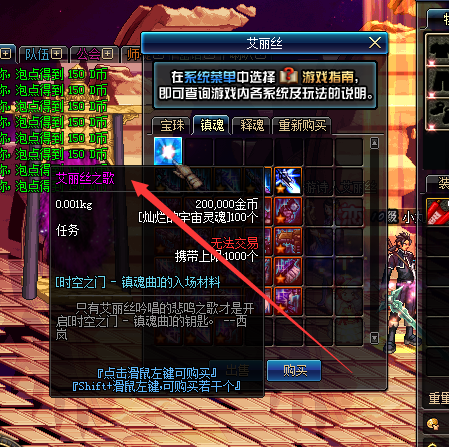 艾丽丝
在系统菜单中选择 游戏指南,
即可查询游戏内各系统及玩法的说明。
队伍
公会
师
宝珠
镇魂
释魂
重新购买
泡点得到 150 D币
泡点得到 150 D币
泡点得到 150 D币
泡点得到 150 D币
泡点得到 150 D币
泡点得到 150 D币
泡点得到
泡点得到
艾丽丝之歌
0.001kg
200,000金币
[灿烂的宇宙灵魂]100个
任务
无法交易
携带上限 1000个
[时空之门 - 镇魂曲]的入场材料
只有艾丽丝吟唱的悲鸣之歌才是开
启[时空之门 - 镇魂曲]的钥匙。--西
岚
『点击滑鼠左键可购买』
『Shift+滑鼠左键,可购买若干个』
出售
购买
装
重量